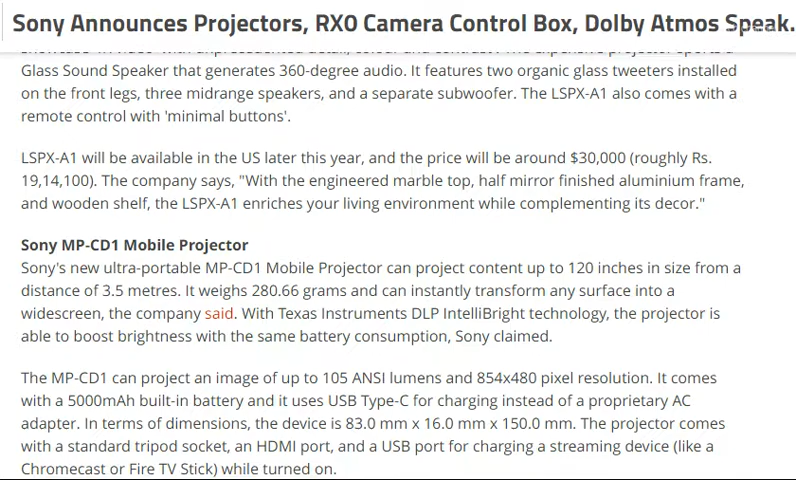 Sony Announces Projectors, RX0 Camera Control Box, Dolby Atmos Speak.
Glass Sound Speaker that generates 360-degree audio. It features two organic glass tweeters installed
on the front legs, three midrange speakers, and a separate subwoofer. The LSPX-A1 also comes with a
remote control with 'minimal buttons'.
LSPX-A1 will be available in the US later this year, and the price will be around $30,000 (roughly Rs.
19,14,100). The company says, "With the engineered marble top, half mirror finished aluminium frame,
and wooden shelf, the LSPX-A1 enriches your living environment while complementing its decor."
Sony MP-CD1 Mobile Projector
Sony's new ultra-portable MP-CD1 Mobile Projector can project content up to 120 inches in size from a
distance of 3.5 metres. It weighs 280.66 grams and can instantly transform any surface into a
widescreen, the company said. With Texas Instruments DLP IntelliBright technology, the projector is
able to boost brightness with the same battery consumption, Sony claimed.
The MP-CD1 can project an image of up to 105 ANSI lumens and 854x480 pixel resolution. It comes
with a 5000mAh built-in battery and it uses USB Type-C for charging instead of a proprietary AC
adapter. In terms of dimensions, the device is 83.0 mm x 16.0 mm x 150.0 mm. The projector comes
with a standard tripod socket, an HDMI port, and a USB port for charging a streaming device (like a
Chromecast or Fire TV Stick) while turned on.